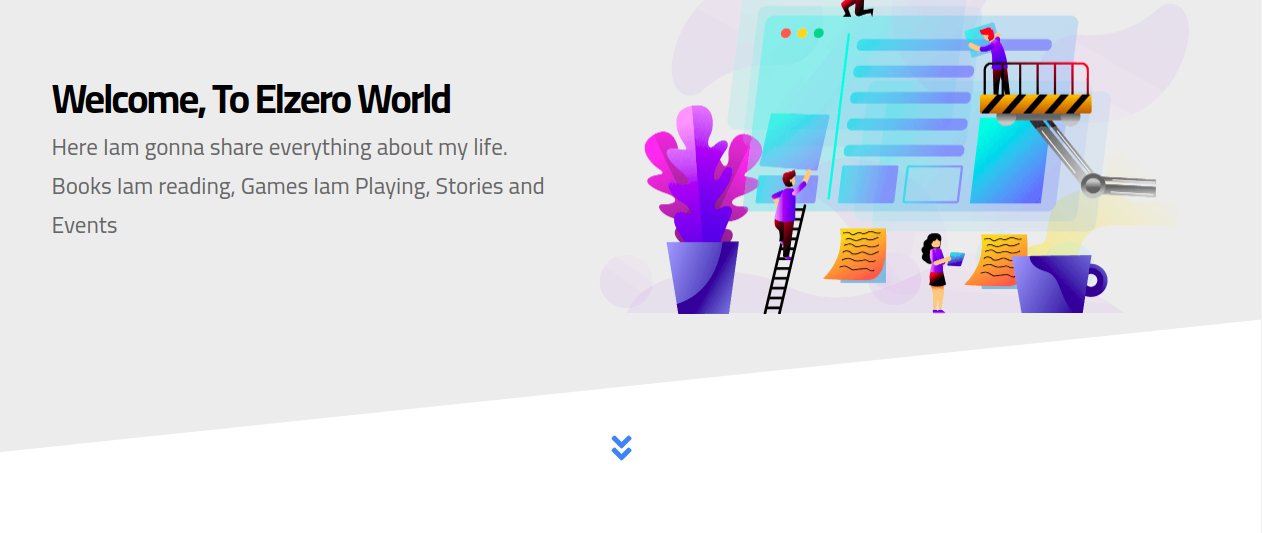 Welcome, To Elzero World
Here Iam gonna share everything about my life.
Books Iam reading, Games Iam Playing, Stories and
Events